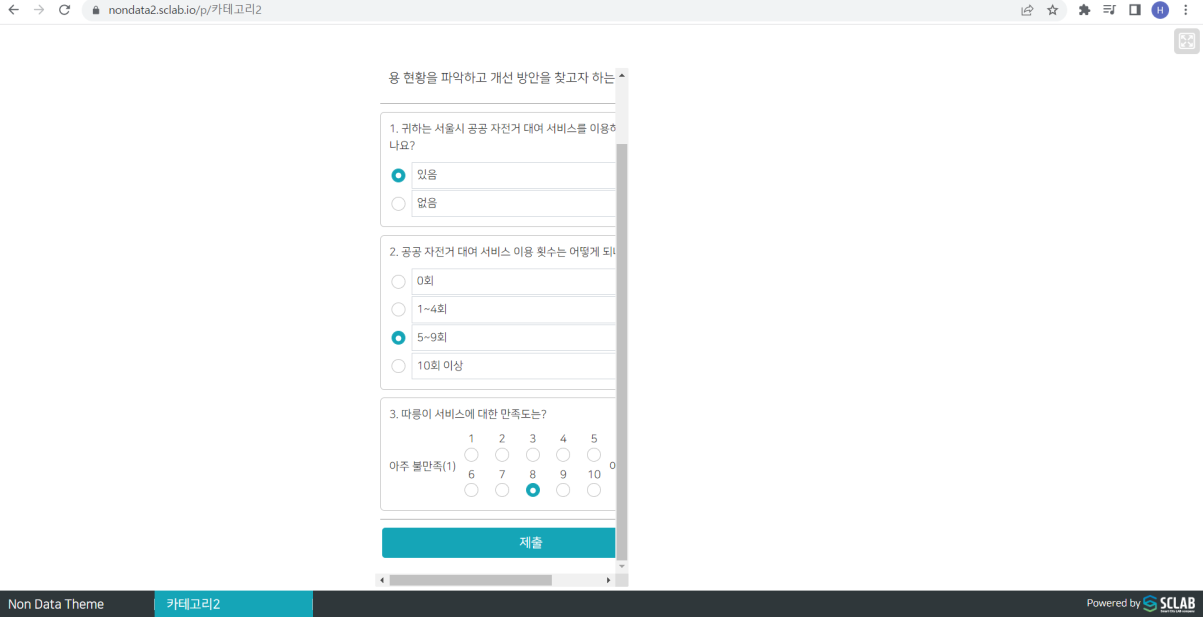 nondata2.sclab.io/p/카테고리2
H
용 현황을 파악하고 개선 방안을 찾고자 하는
1. 귀하는 서울시 공공 자전거 대여 서비스를 이용하
나요?
있음
없음
2. 공공 자전거 대여 서비스 이용 횟수는 어떻게 되
0회
1~4회
5~9회
10회 이상
3. 따릉이 서비스에 대한 만족도는?
1 2 3 4 5
아주 불만족(1)
6 7 8 9 10
제출
Non Data Theme
카테고리2
Powered by SCLAB